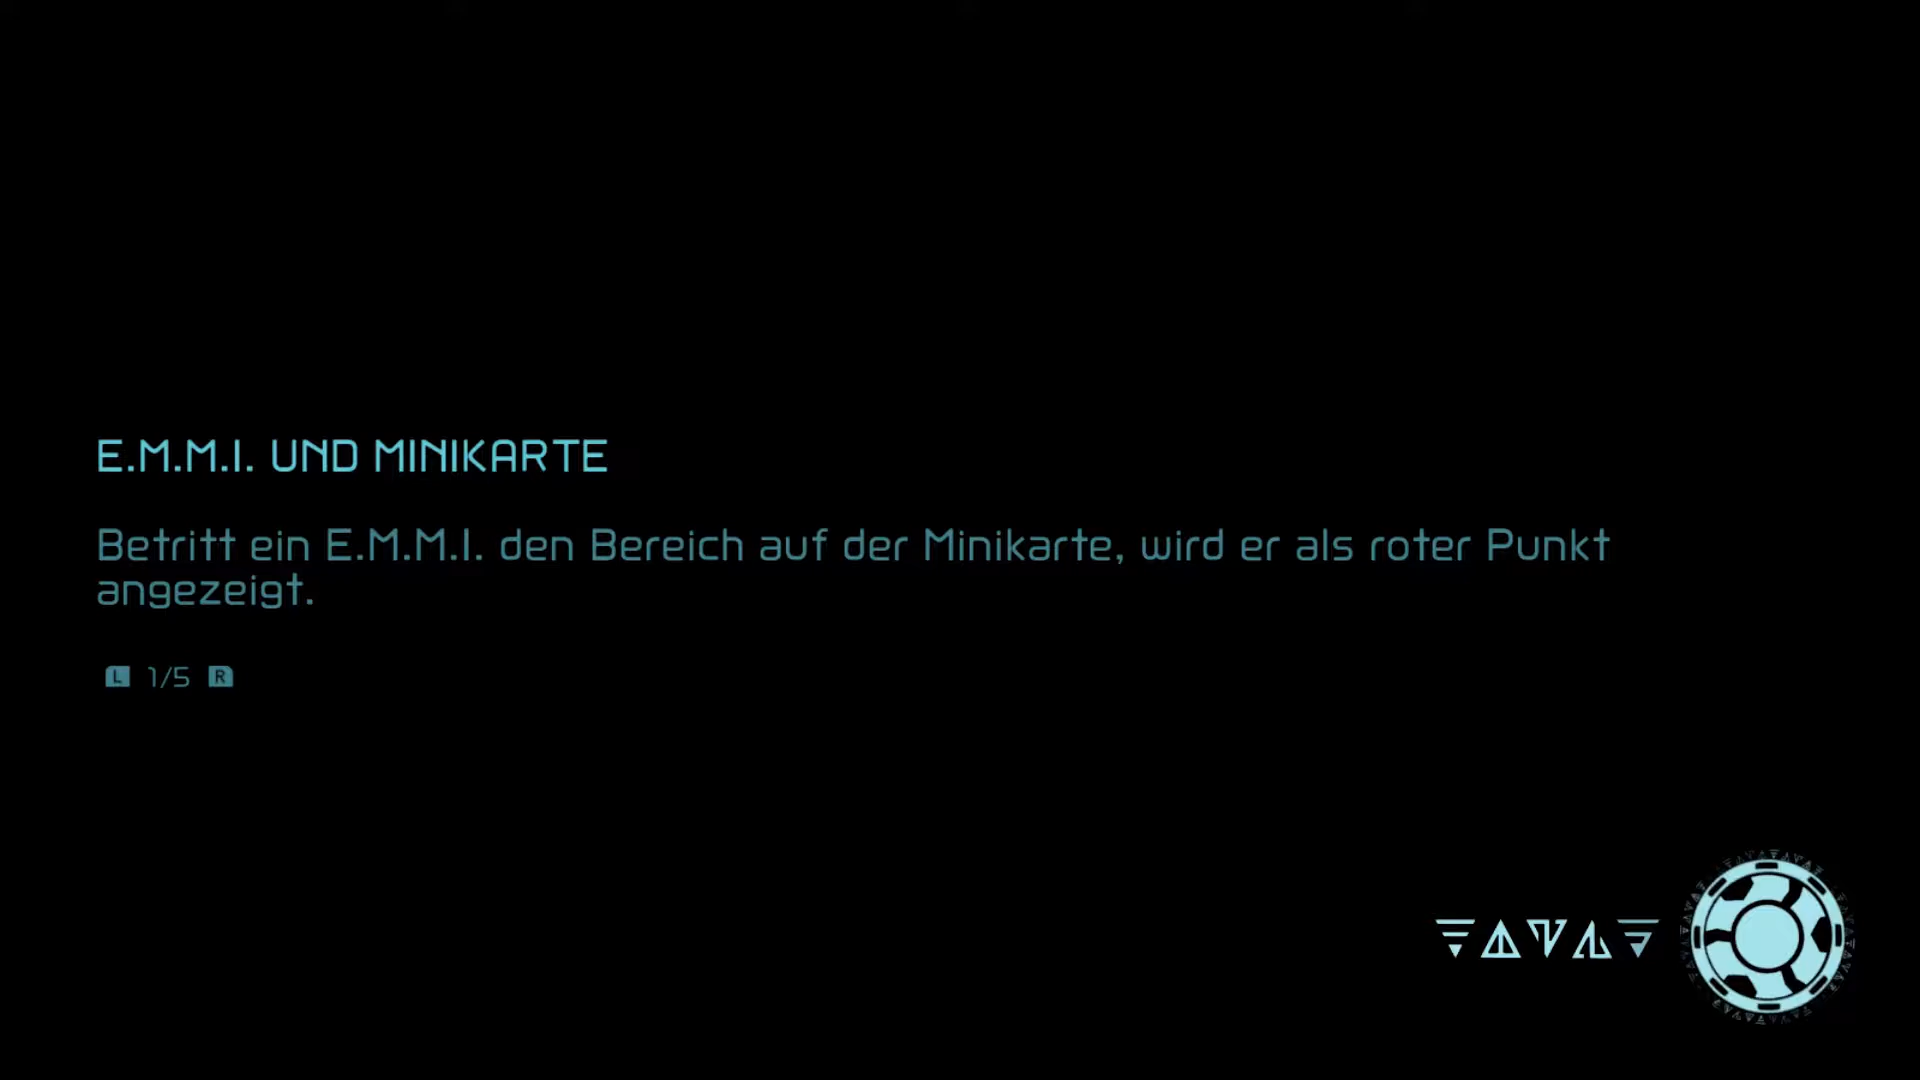 E.M.M.I. UND MINIKARTE
Betritt ein E.M.M.I. den Bereich auf der Minikarte, wird er als roter Punkt
angezeigt.
L 1/5 R